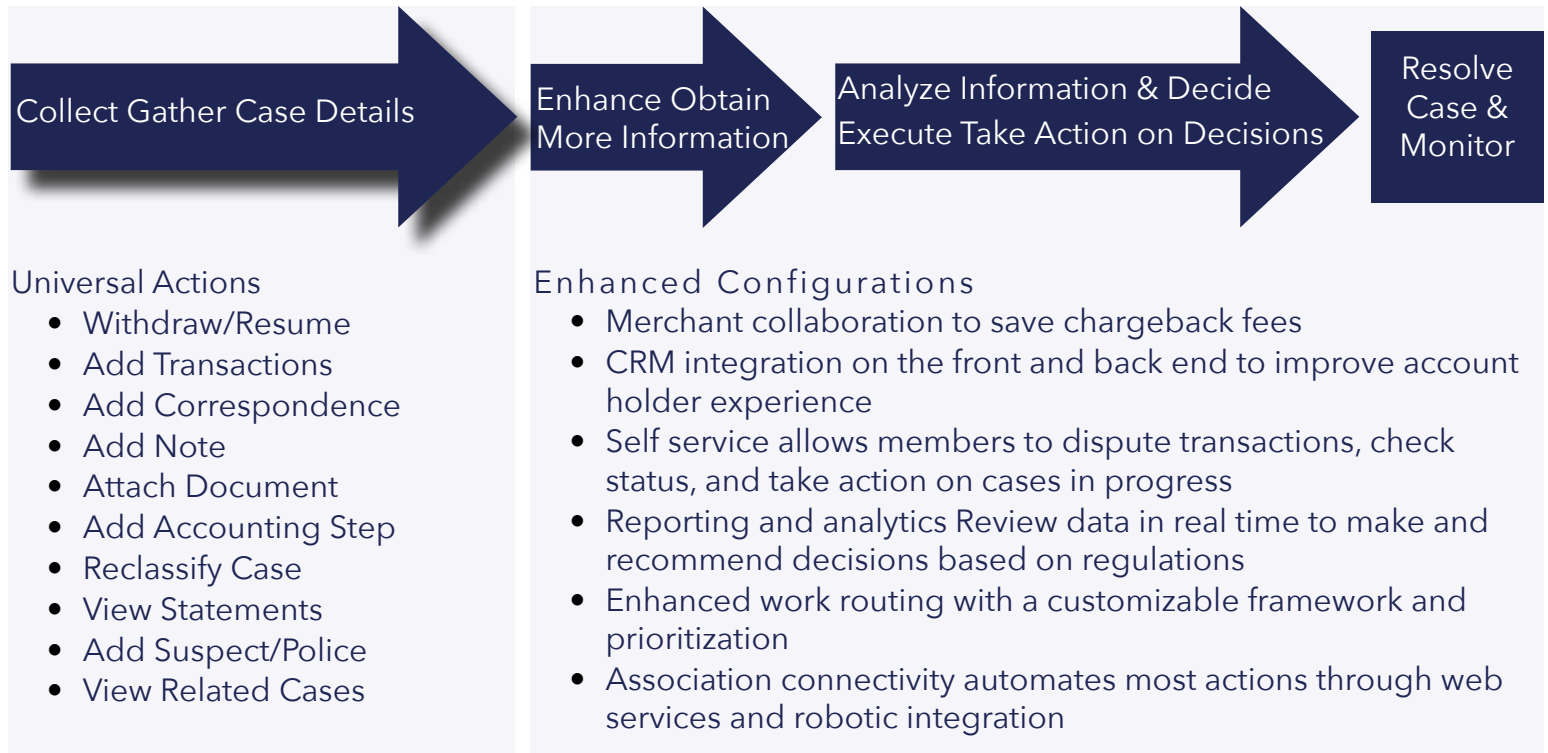 Collect Gather Case Details
Enhance Obtain
More Information
Analyze Information & Decide
Execute Take Action on Decisions
Resolve
Case &
Monitor
Universal Actions
• Withdraw/Resume
• Add Transactions
• Add Correspondence
• Add Note
• Attach Document
• Add Accounting Step
• Reclassify Case
• View Statements
• Add Suspect/Police
• View Related Cases
Enhanced Configurations
• Merchant collaboration to save chargeback fees
• CRM integration on the front and back end to improve account
holder experience
• Self service allows members to dispute transactions, check
status, and take action on cases in progress
• Reporting and analytics Review data in real time to make and
recommend decisions based on regulations
• Enhanced work routing with a customizable framework and
prioritization
• Association connectivity automates most actions through web
services and robotic integration